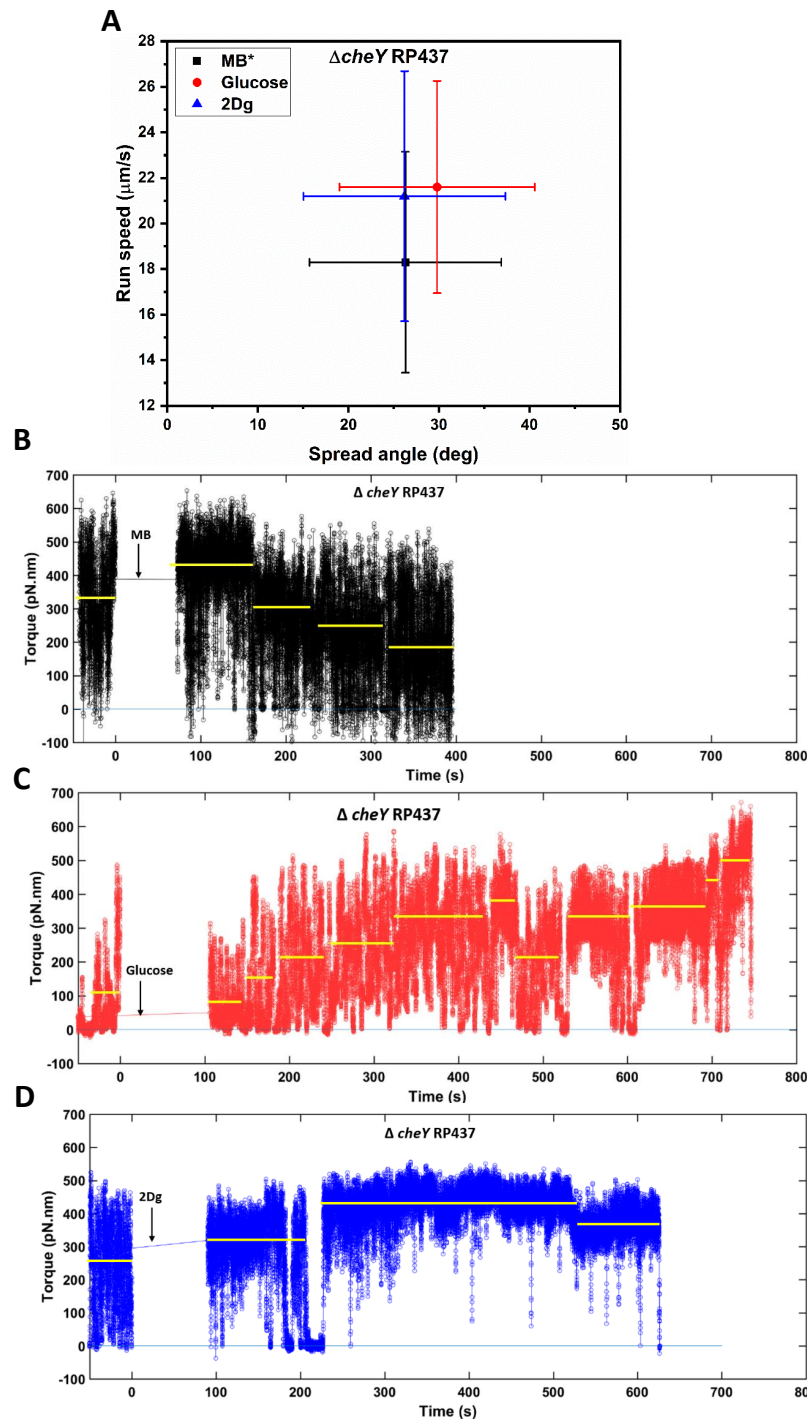 A
ΔcheY RP437
MB*
Glucose
2Dg
28
26
24
22
20
18
16
14
12
Run speed (μm/s)
0 10 20 30 40 50
Spread angle (deg)
B
Δ cheY RP437
MB
700
600
500
400
300
200
100
0
-100
Torque (pN.nm)
0 100 200 300 400 500 600 700 800
Time (s)
C
Δ cheY RP437
Glucose
700
600
500
400
300
200
100
0
-100
Torque (pN.nm)
0 100 200 300 400 500 600 700 800
Time (s)
D
Δ cheY RP437
2Dg
700
600
500
400
300
200
100
0
-100
Torque (pN.nm)
0 100 200 300 400 500 600 700 80
Time (s)